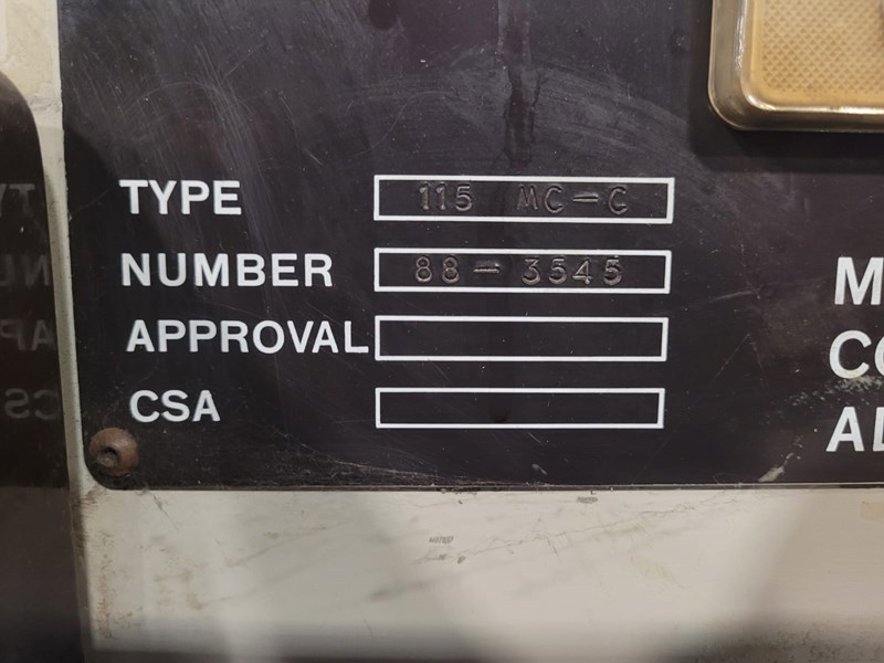 TYPE 115 MC-C
NUMBER 88-3545
APPROVAL
CSA